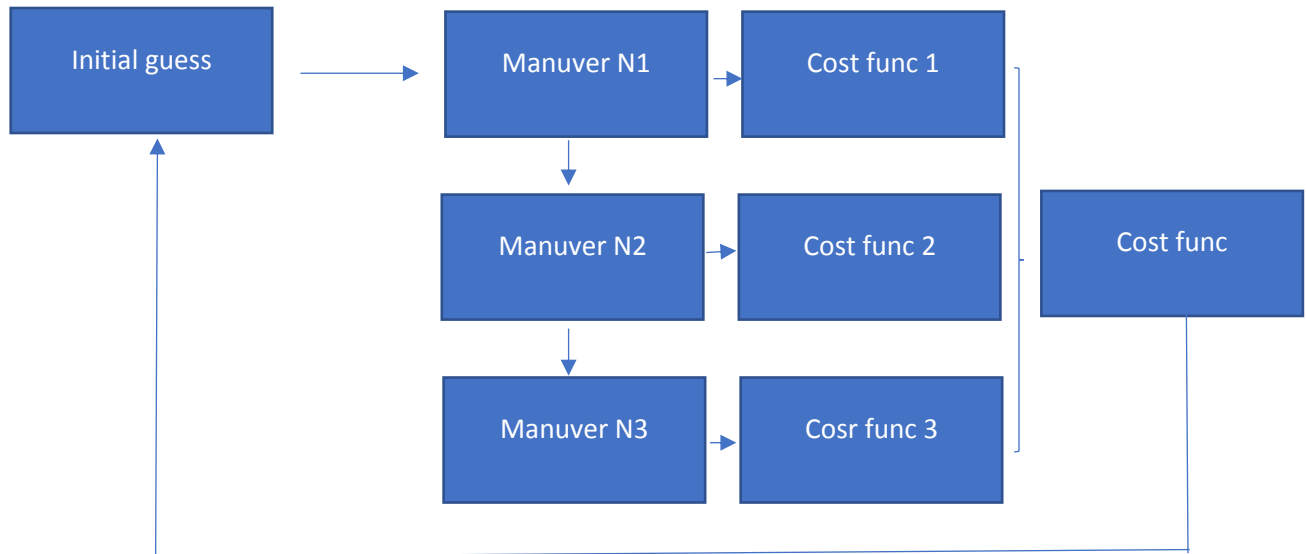 Initial guess
Manuver N1
Cost func 1
Manuver N2
Cost func 2
Cost func
Manuver N3
Cosr func 3